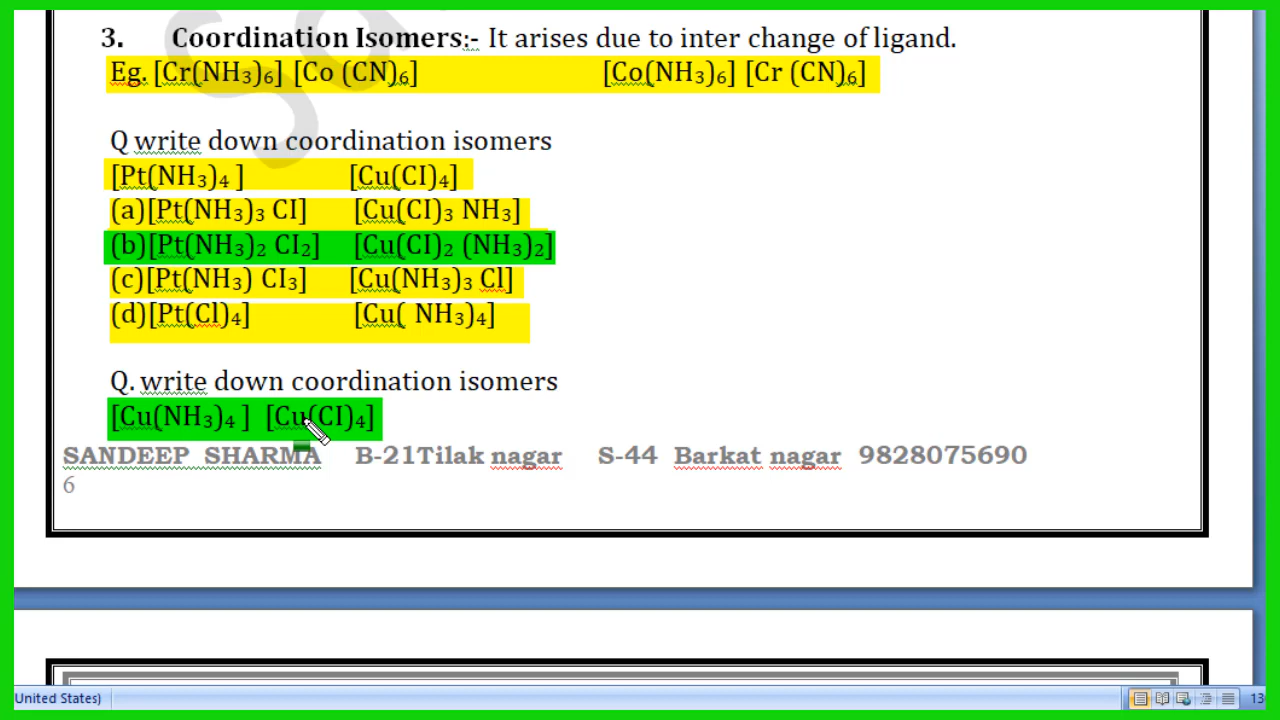 3. Coordination Isomers:- It arises due to inter change of ligand.
Eg. [Cr(NH₃)₆] [Co (CN)₆] [Co(NH₃)₆] [Cr (CN)₆]
Q write down coordination isomers
[Pt(NH₃)₄ ] [Cu(CI)₄]
(a)[Pt(NH₃)₃ CI] [Cu(CI)₃ NH₃]
(b)[Pt(NH₃)₂ CI₂] [Cu(CI)₂ (NH₃)₂]
(c)[Pt(NH₃) CI₃] [Cu(NH₃)₃ Cl]
(d)[Pt(Cl)₄] [Cu( NH₃)₄]
Q. write down coordination isomers
[Cu(NH₃)₄ ] [Cu(CI)₄]
SANDEEP SHARMA B-21Tilak nagar S-44 Barkat nagar 9828075690
6
United States)
13